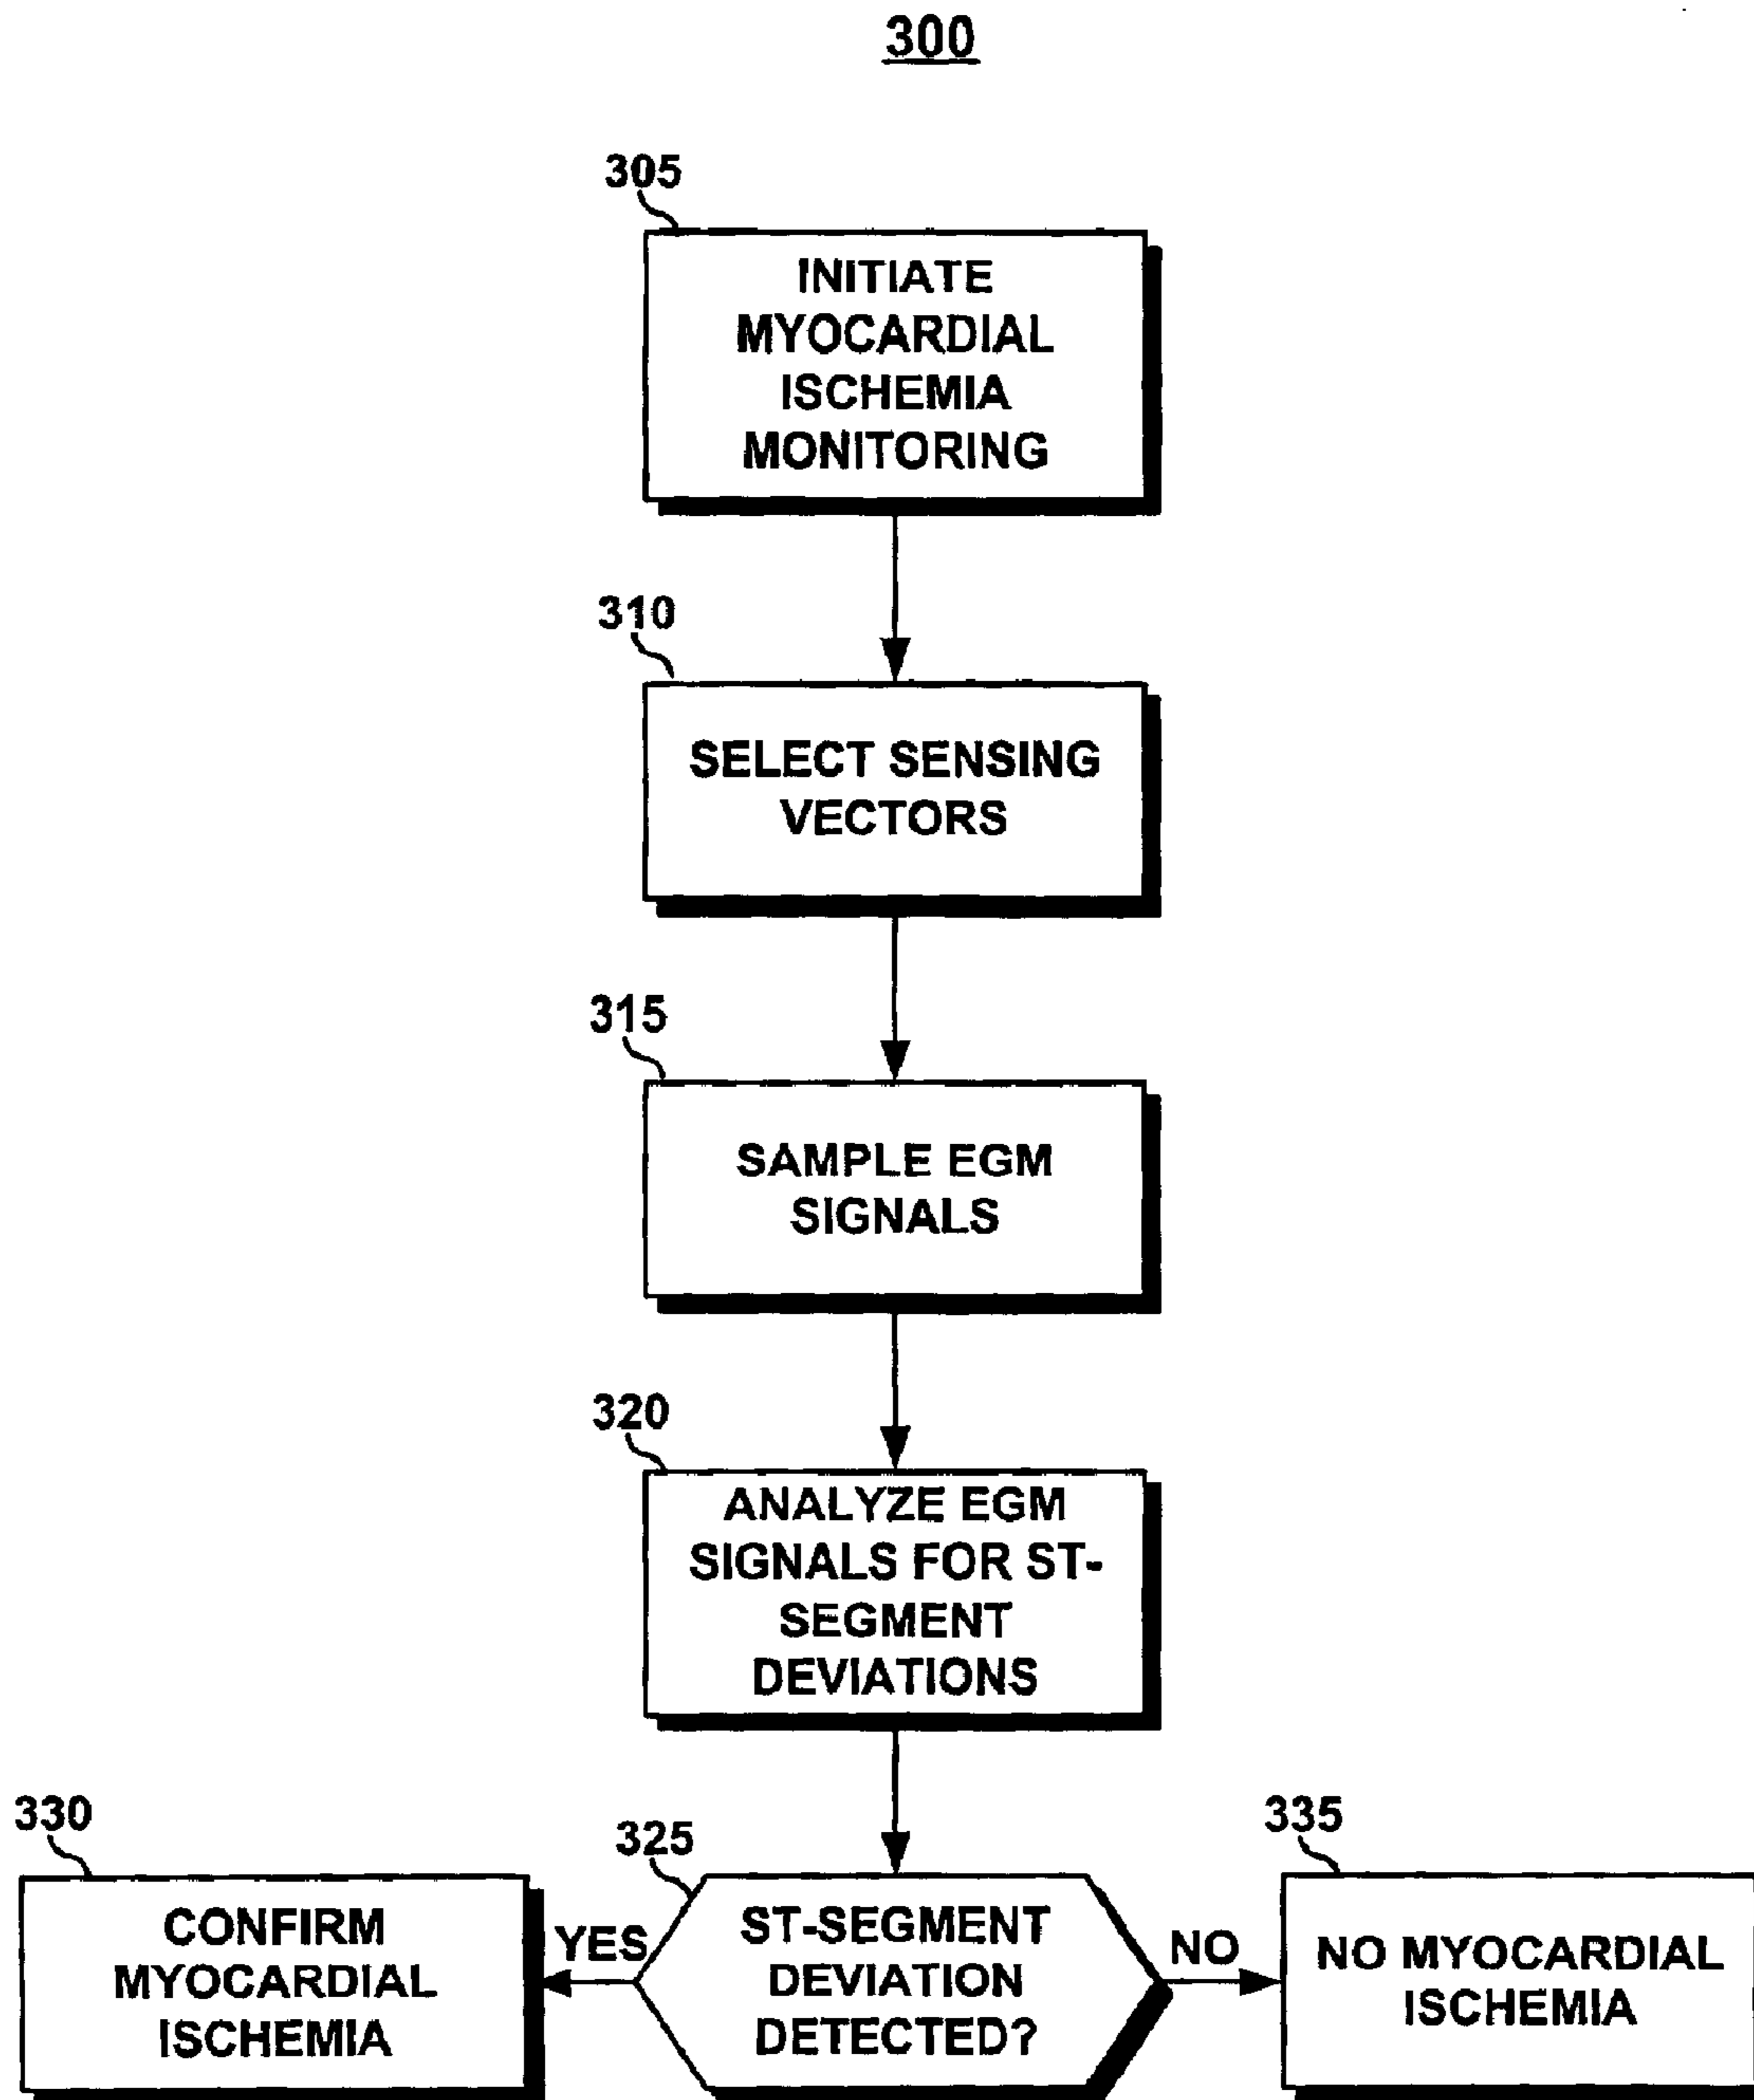 300
305
INITIATE
MYOCARDIAL
ISCHEMIA
MONITORING
310
SELECT SENSING
VECTORS
315
SAMPLE EGM
SIGNALS
320
ANALYZE EGM
SIGNALS FOR ST-
SEGMENT
DEVIATIONS
330
CONFIRM
MYOCARDIAL
ISCHEMIA
YES
325
ST-SEGMENT
DEVIATION
DETECTED?
NO
335
NO MYOCARDIAL
ISCHEMIA